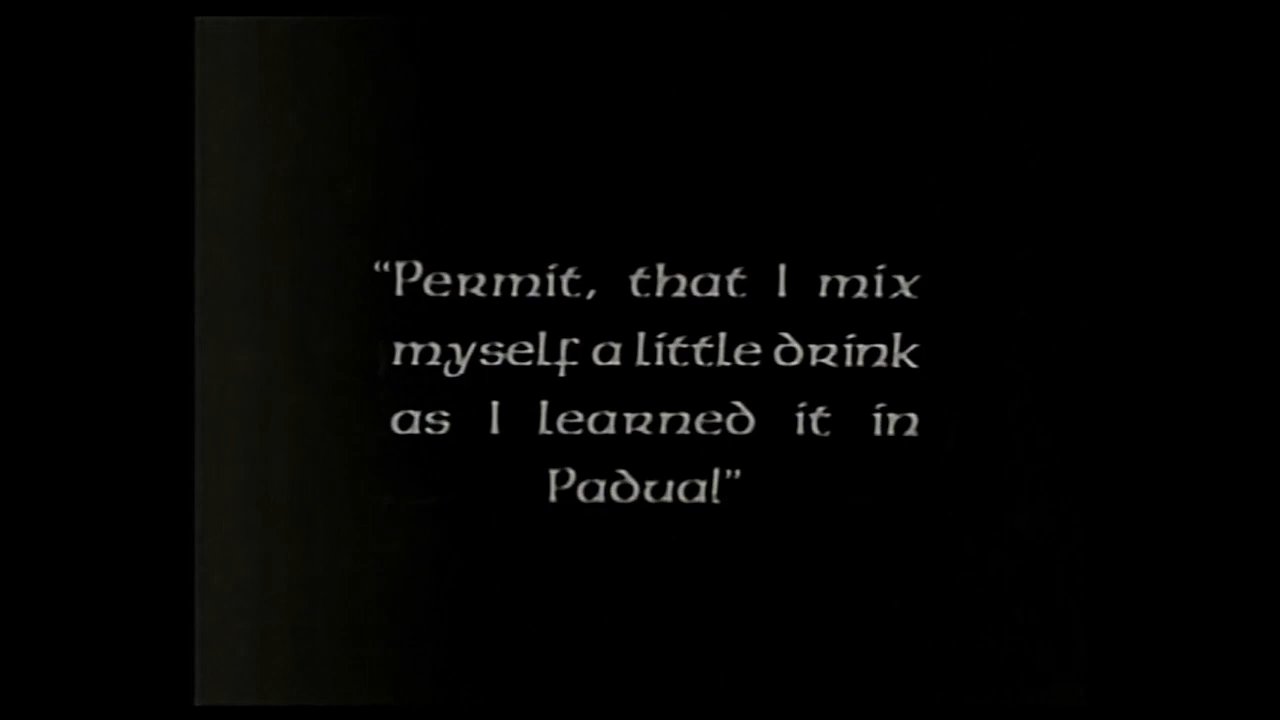 “Permit, that I mix
myself a little drink
as I learned it in
Padua!”